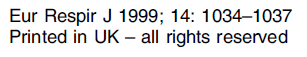 Eur Respir J 1999; 14: 1034–1037
Printed in UK – all rights reserved